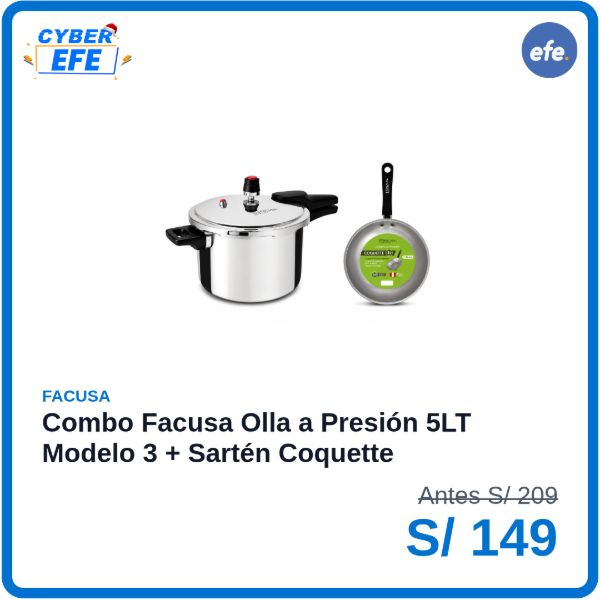 CYBER
EFE
efe.
FACUSA
Combo Facusa Olla a Presión 5LT
Modelo 3 + Sartén Coquette
Antes S/ 209
S/ 149